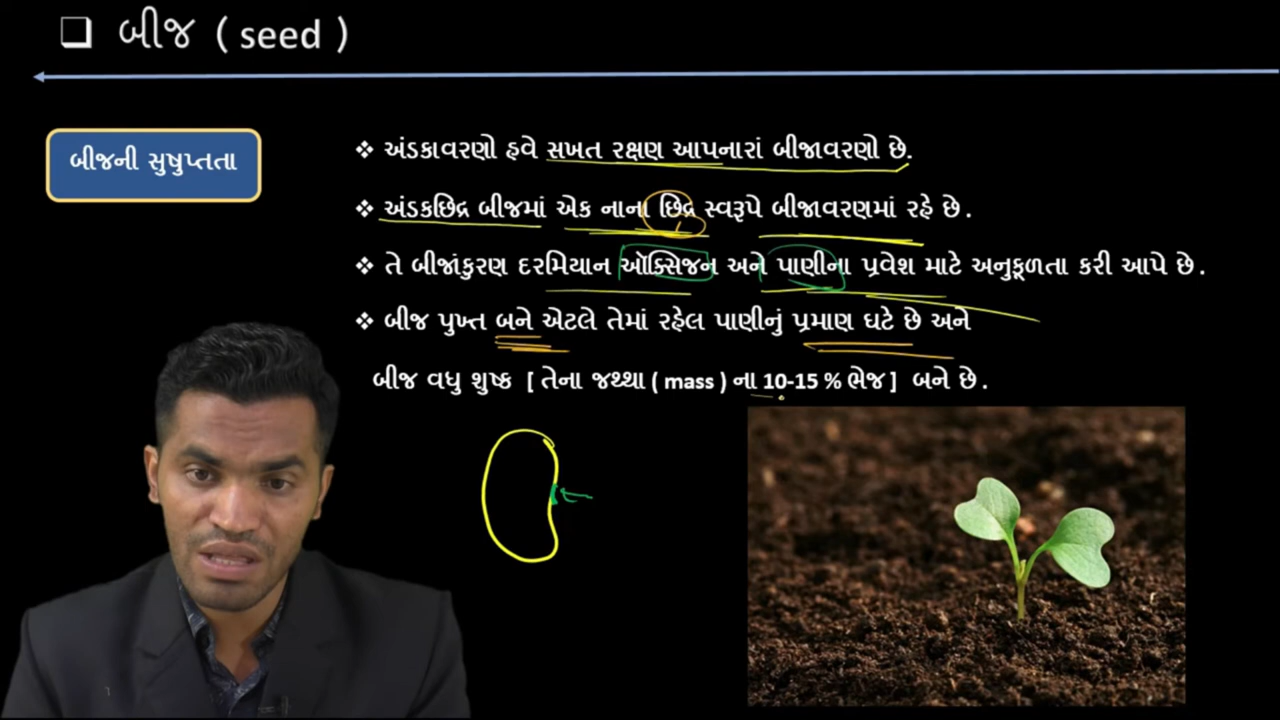 ❑ બીજ ( seed )
બીજની સુષુપ્તતા
❖ અંડકાવરણો હવે સખત રક્ષણ આપનારાં બીજાવરણો છે.
❖ અંડકછિદ્ર બીજમાં એક નાના છિદ્ર સ્વરૂપે બીજાવરણમાં રહે છે.
❖ તે બીજાંકુરણ દરમિયાન ઑક્સિજન અને પાણીના પ્રવેશ માટે અનુકૂળતા કરી આપે છે.
❖ બીજ પુખ્ત બને એટલે તેમાં રહેલ પાણીનું પ્રમાણ ઘટે છે અને
બીજ વધુ શુષ્ક [ તેના જથ્થા ( mass ) ના 10-15 % ભેજ ] બને છે.